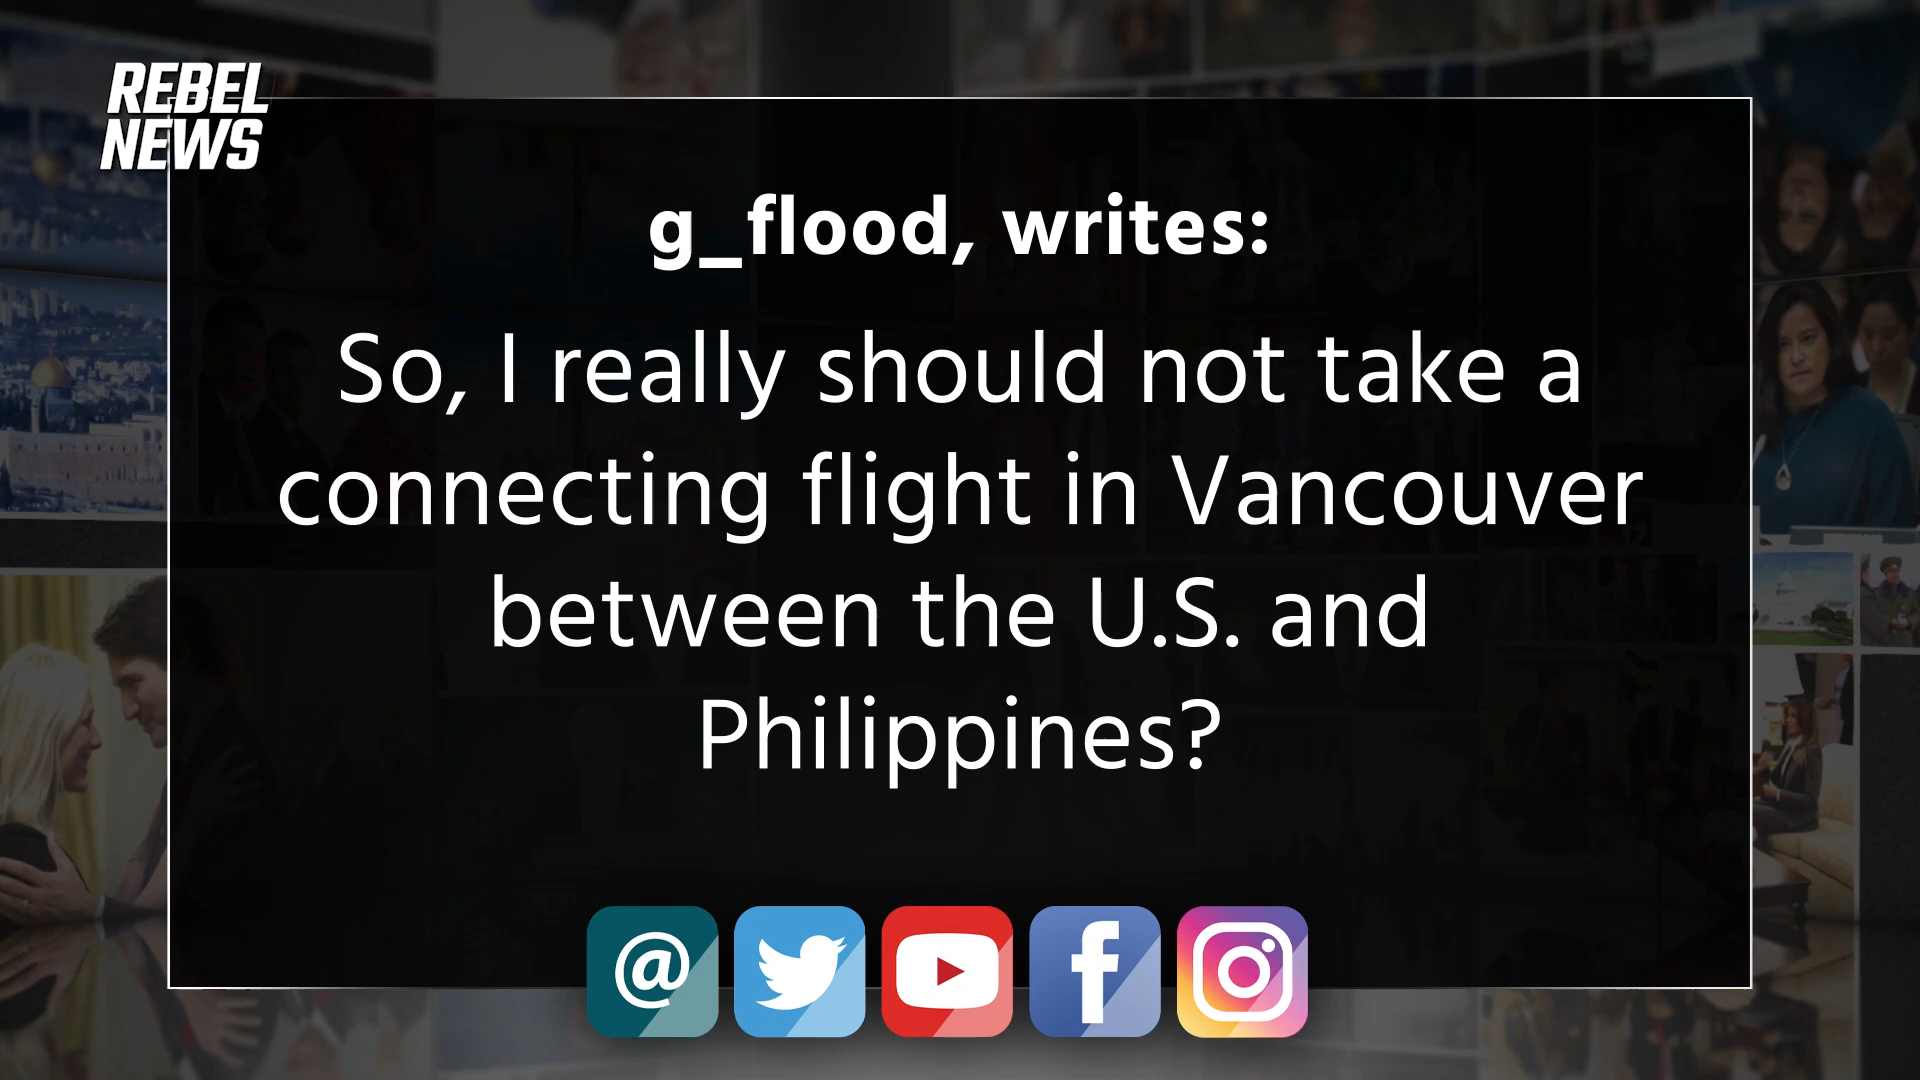 REBEL
NEWS
g_flood, writes:
So, I really should not take a
connecting flight in Vancouver
between the U.S. and
Philippines?